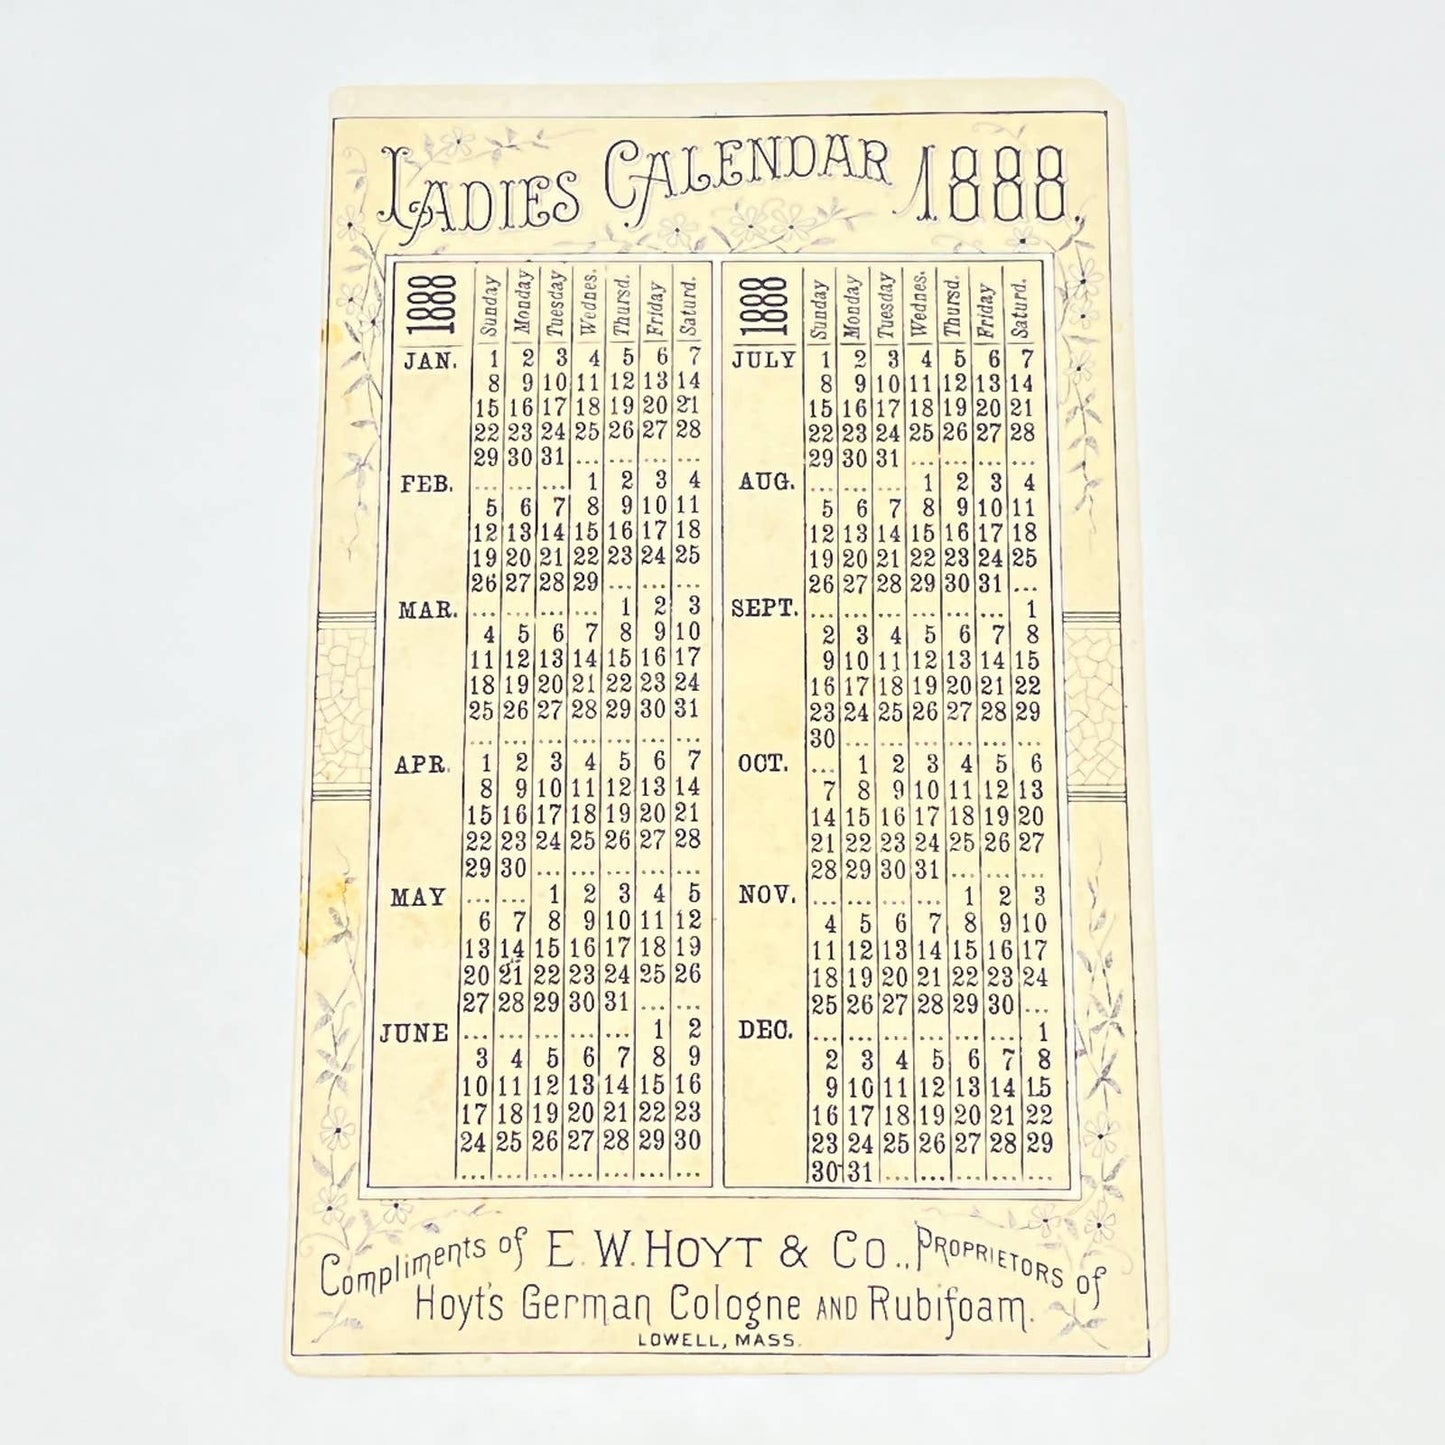 LADIES CALENDAR 1888.
1888 Sunday Monday Tuesday Wednes. Thursd. Friday Saturd.
JAN. 1 2 3 4 5 6 7
8 9 10 11 12 13 14
15 16 17 18 19 20 21
22 23 24 25 26 27 28
29 30 31 ... ... ... ...
FEB. ... ... ... 1 2 3 4
5 6 7 8 9 10 11
12 13 14 15 16 17 18
19 20 21 22 23 24 25
26 27 28 29 ... ... ...
MAR. ... ... ... ... 1 2 3
4 5 6 7 8 9 10
11 12 13 14 15 16 17
18 19 20 21 22 23 24
25 26 27 28 29 30 31
... ... ... ... ... ... ...
APR. 1 2 3 4 5 6 7
8 9 10 11 12 13 14
15 16 17 18 19 20 21
22 23 24 25 26 27 28
29 30 ... ... ... ... ...
MAY ... ... 1 2 3 4 5
6 7 8 9 10 11 12
13 14 15 16 17 18 19
20 21 22 23 24 25 26
27 28 29 30 31 ... ...
JUNE ... ... ... ... ... 1 2
3 4 5 6 7 8 9
10 11 12 13 14 15 16
17 18 19 20 21 22 23
24 25 26 27 28 29 30
... ... ... ... ... ... ...
1888 Sunday Monday Tuesday Wednes. Thursd. Friday Saturd.
JULY 1 2 3 4 5 6 7
8 9 10 11 12 13 14
15 16 17 18 19 20 21
22 23 24 25 26 27 28
29 30 31 ... ... ... ...
AUG. ... ... ... 1 2 3 4
5 6 7 8 9 10 11
12 13 14 15 16 17 18
19 20 21 22 23 24 25
26 27 28 29 30 31 ...
SEPT. ... ... ... ... ... ... 1
2 3 4 5 6 7 8
9 10 11 12 13 14 15
16 17 18 19 20 21 22
23 24 25 26 27 28 29
30 ... ... ... ... ... ...
OCT. ... 1 2 3 4 5 6
7 8 9 10 11 12 13
14 15 16 17 18 19 20
21 22 23 24 25 26 27
28 29 30 31 ... ... ...
NOV. ... ... ... ... 1 2 3
4 5 6 7 8 9 10
11 12 13 14 15 16 17
18 19 20 21 22 23 24
25 26 27 28 29 30 ...
DEC. ... ... ... ... ... ... 1
2 3 4 5 6 7 8
9 10 11 12 13 14 15
16 17 18 19 20 21 22
23 24 25 26 27 28 29
30 31 ... ... ... ... ...
Compliments of E. W. HOYT & CO., PROPRIETORS of
Hoyt's German Cologne AND Rubifoam.
LOWELL, MASS.